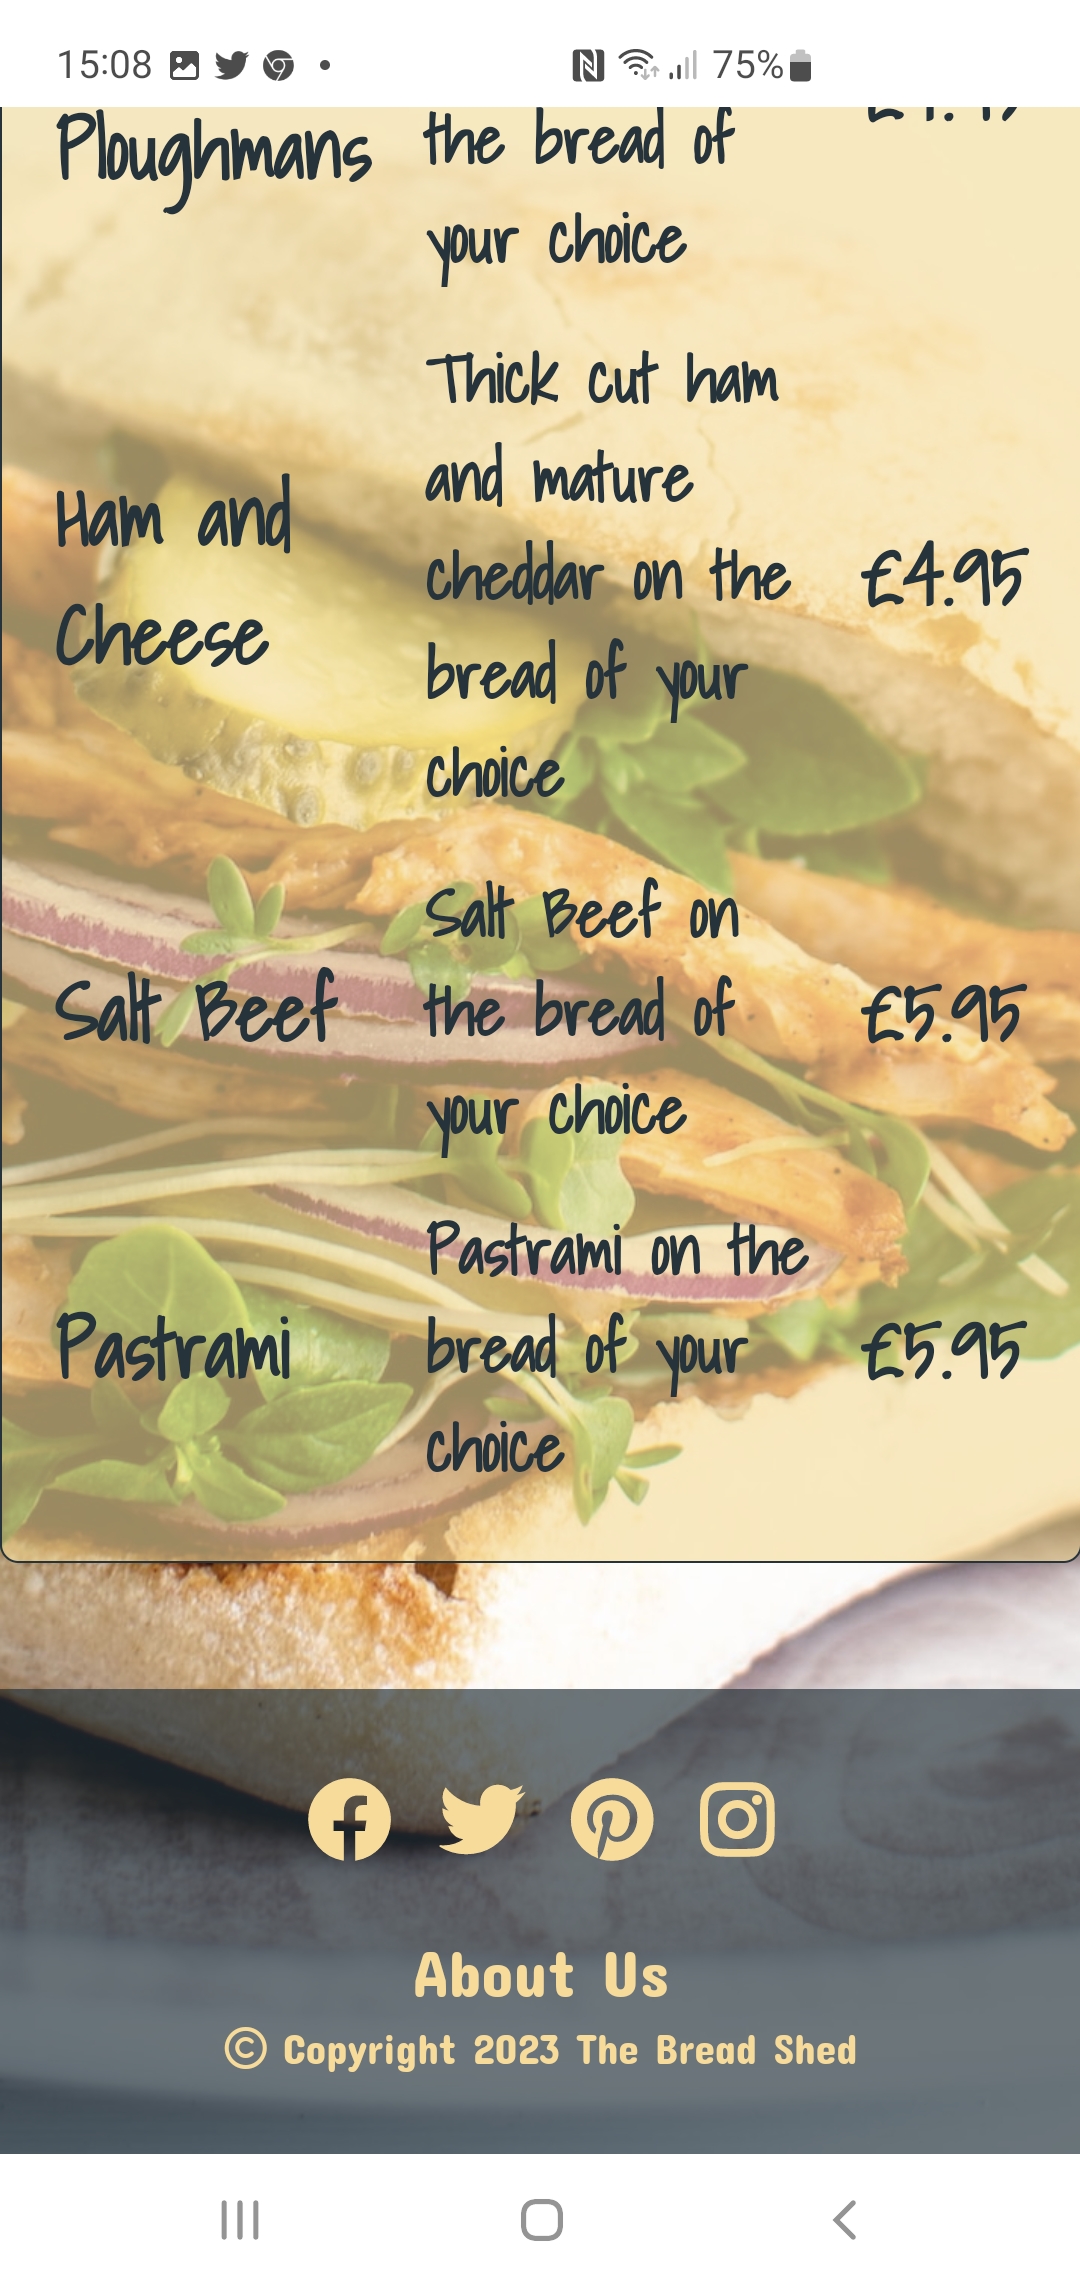 15:08 75%
Ploughmans
the bread of
your choice
Ham and
Cheese
Thick cut ham
and mature
cheddar on the
bread of your
choice
£4.95
Salt Beef
Salt Beef on
the bread of
your choice
£5.95
Pastrami
Pastrami on the
bread of your
choice
£5.95
About Us
© Copyright 2023 The Bread Shed